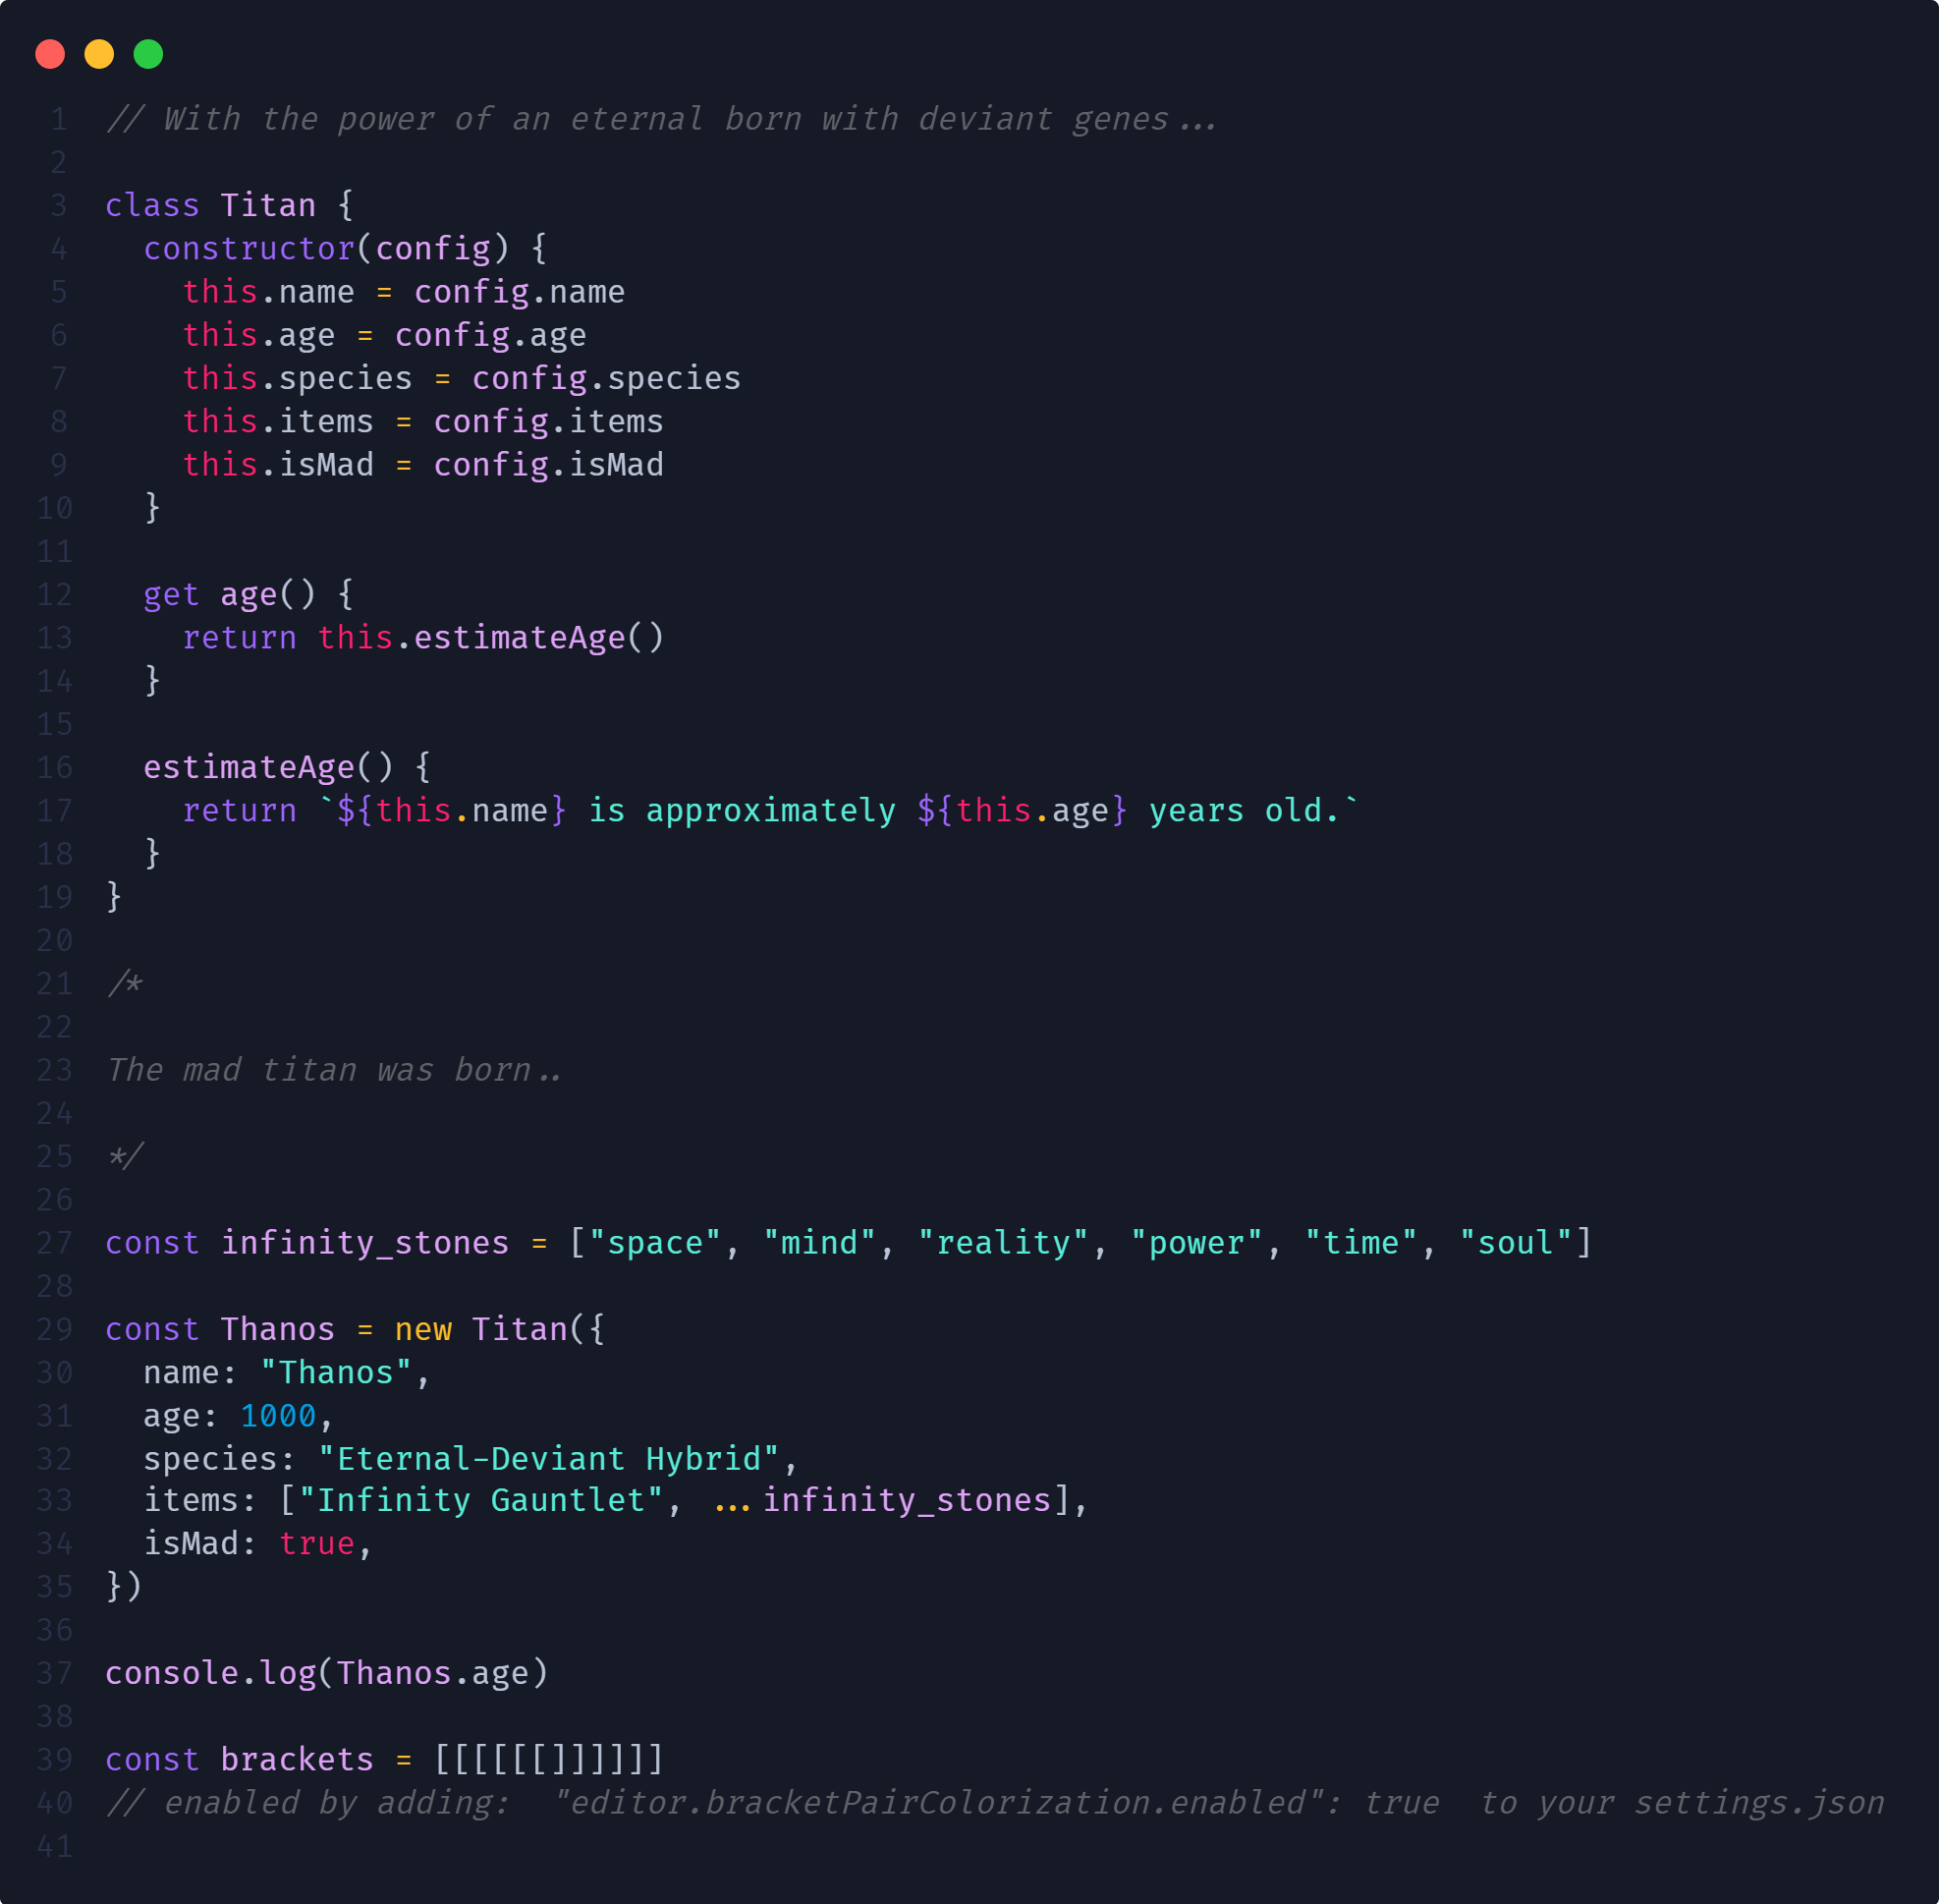 1 // With the power of an eternal born with deviant genes...
2
3 class Titan {
4   constructor(config) {
5     this.name = config.name
6     this.age = config.age
7     this.species = config.species
8     this.items = config.items
9     this.isMad = config.isMad
10   }
11
12   get age() {
13     return this.estimateAge()
14   }
15
16   estimateAge() {
17     return `${this.name} is approximately ${this.age} years old.`
18   }
19 }
20
21 /*
22
23 The mad titan was born..
24
25 */
26
27 const infinity_stones = ["space", "mind", "reality", "power", "time", "soul"]
28
29 const Thanos = new Titan({
30   name: "Thanos",
31   age: 1000,
32   species: "Eternal-Deviant Hybrid",
33   items: ["Infinity Gauntlet", ...infinity_stones],
34   isMad: true,
35 })
36
37 console.log(Thanos.age)
38
39 const brackets = [[[[[[]]]]]]
40 // enabled by adding:  "editor.bracketPairColorization.enabled": true  to your settings.json
41